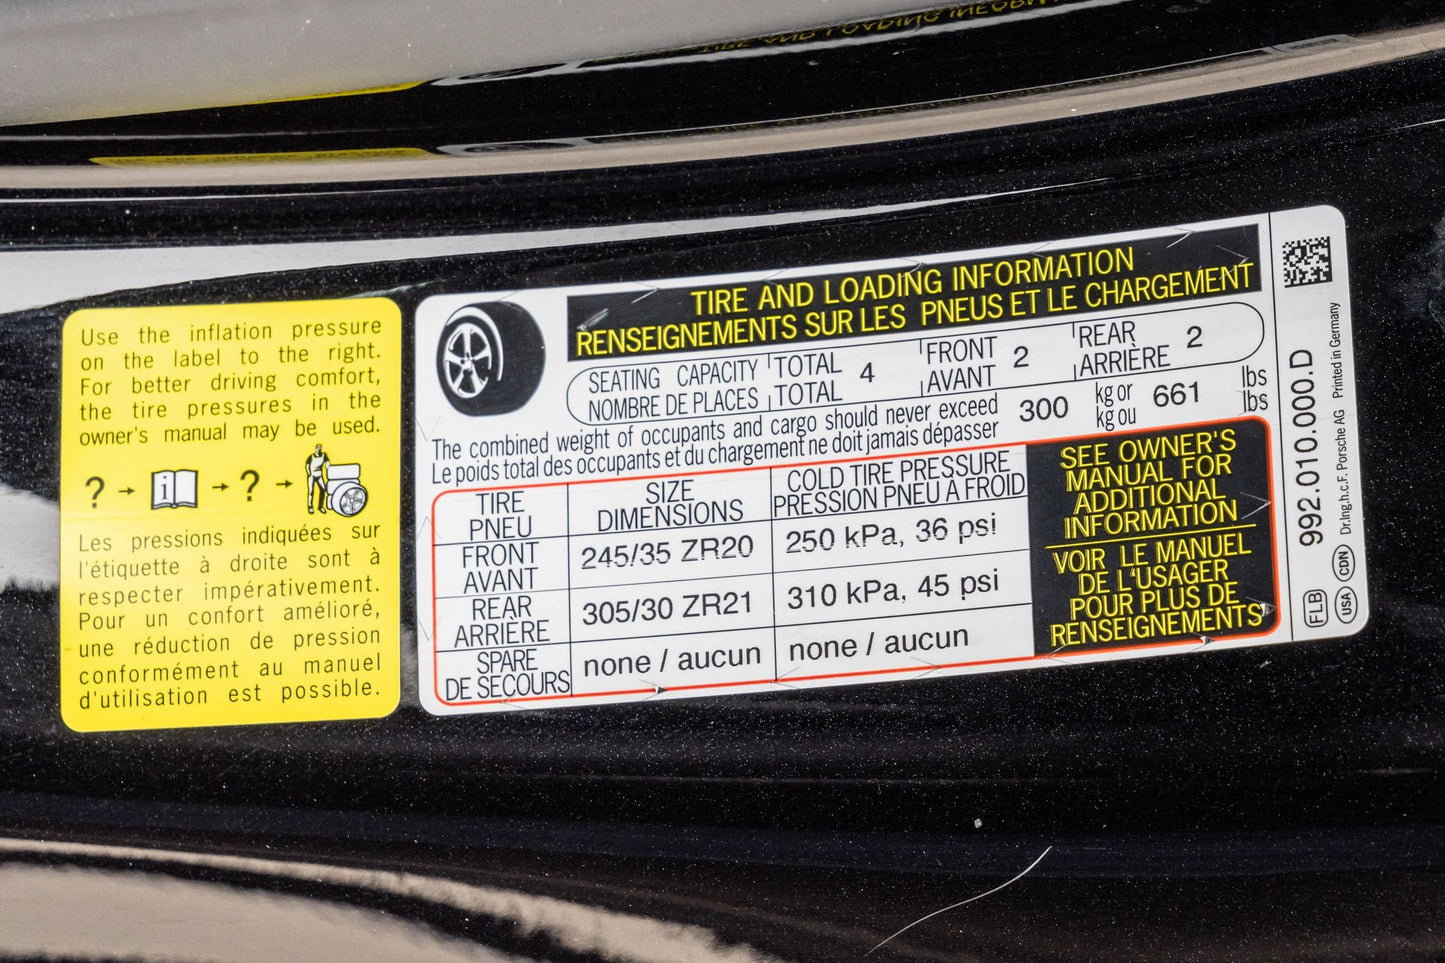 Use the inflation pressure
on the label to the right.
For better driving comfort,
the tire pressures in the
owner's manual may be used.
? → i → ? →
Les pressions indiquées sur
l'étiquette à droite sont à
respecter impérativement.
Pour un confort amélioré,
une réduction de pression
conformément au manuel
d'utilisation est possible.
TIRE AND LOADING INFORMATION
RENSEIGNEMENTS SUR LES PNEUS ET LE CHARGEMENT
SEATING CAPACITY TOTAL 4 FRONT 2 REAR 2
NOMBRE DE PLACES TOTAL AVANT ARRIÈRE
The combined weight of occupants and cargo should never exceed 300 kg or 661 lbs
Le poids total des occupants et du chargement ne doit jamais dépasser kg ou lbs
TIRE SIZE COLD TIRE PRESSURE
PNEU DIMENSIONS PRESSION PNEU A FROID
FRONT 245/35 ZR20 250 kPa, 36 psi
AVANT
REAR 305/30 ZR21 310 kPa, 45 psi
ARRIÈRE
SPARE none / aucun none / aucun
DE SECOURS
SEE OWNER'S
MANUAL FOR
ADDITIONAL
INFORMATION
VOIR LE MANUEL
DE L'USAGER
POUR PLUS DE
RENSEIGNEMENTS
FLB 992.010.000.D
USA CDN Dr.Ing.h.c.F. Porsche AG Printed in Germany